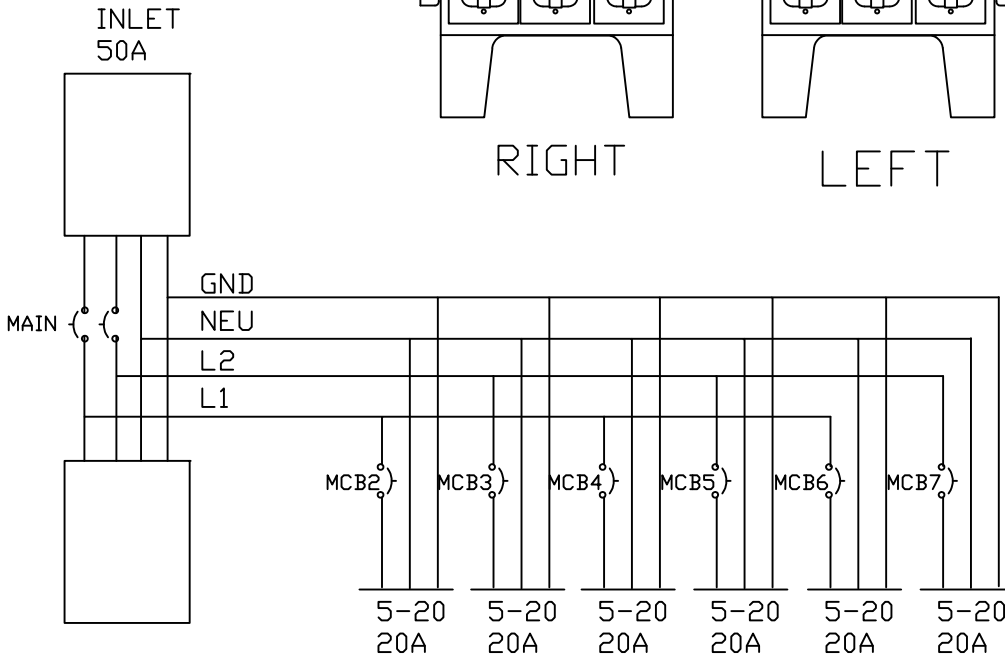 INLET
50A
RIGHT
LEFT
GND
MAIN
NEU
L2
L1
MCB2
MCB3
MCB4
MCB5
MCB6
MCB7
5-20 5-20 5-20 5-20 5-20 5-20
20A 20A 20A 20A 20A 20A